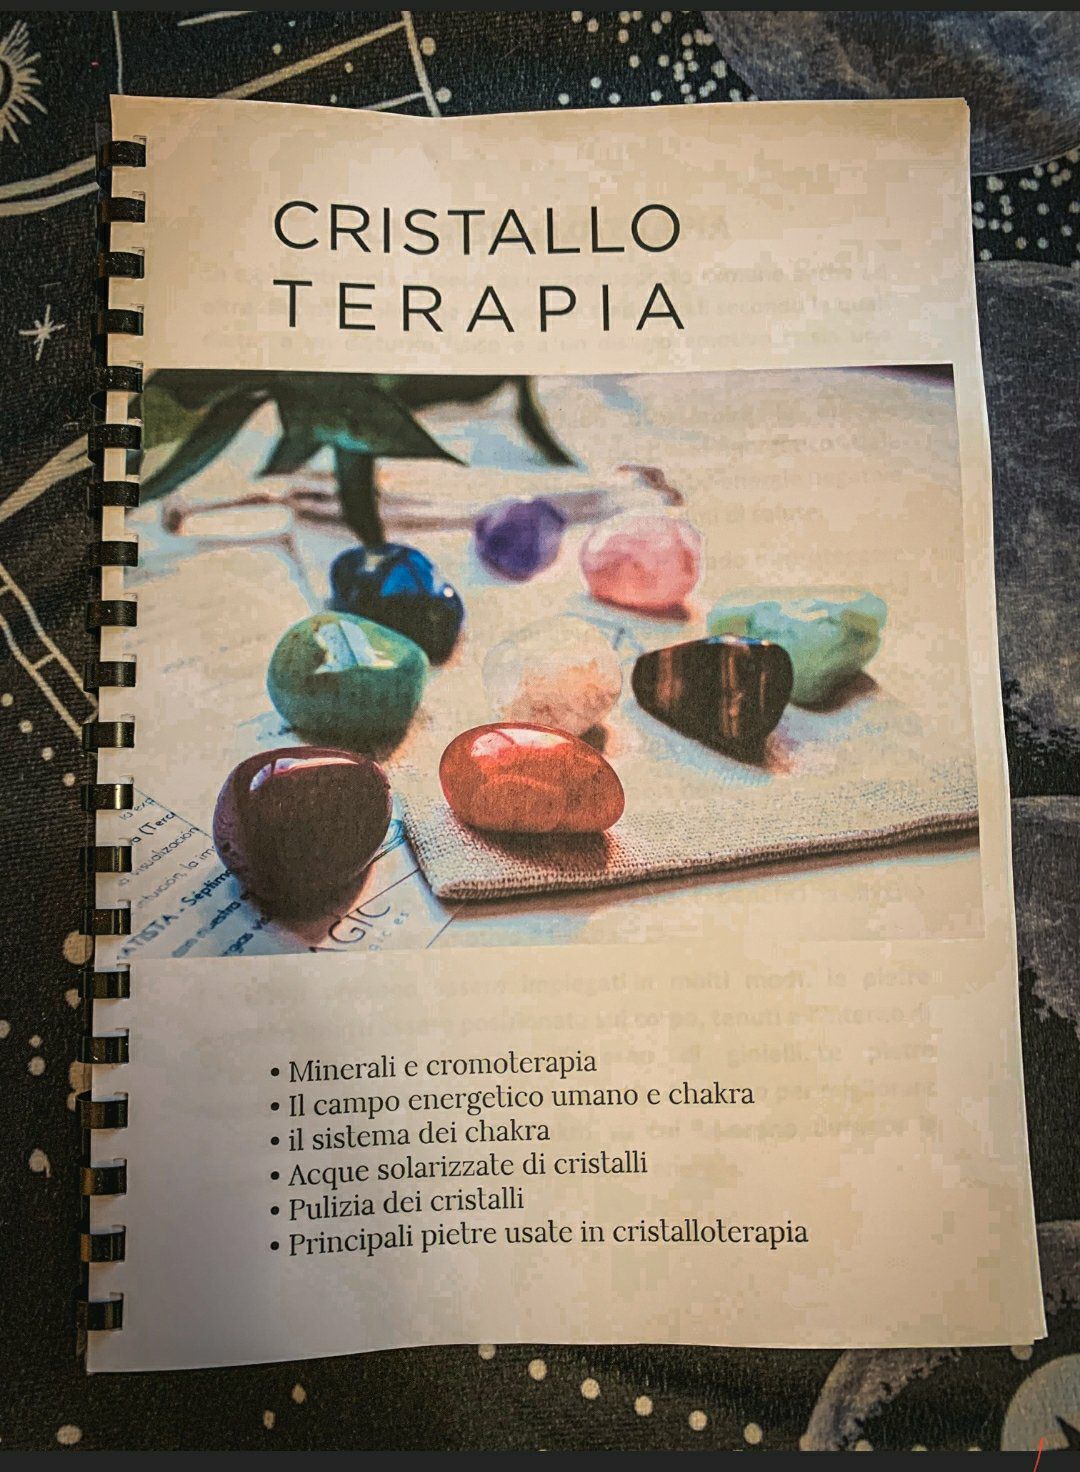 CRISTALLO
TERAPIA
MAGIC
• Minerali e cromoterapia
• Il campo energetico umano e chakra
• il sistema dei chakra
• Acque solarizzate di cristalli
• Pulizia dei cristalli
• Principali pietre usate in cristalloterapia